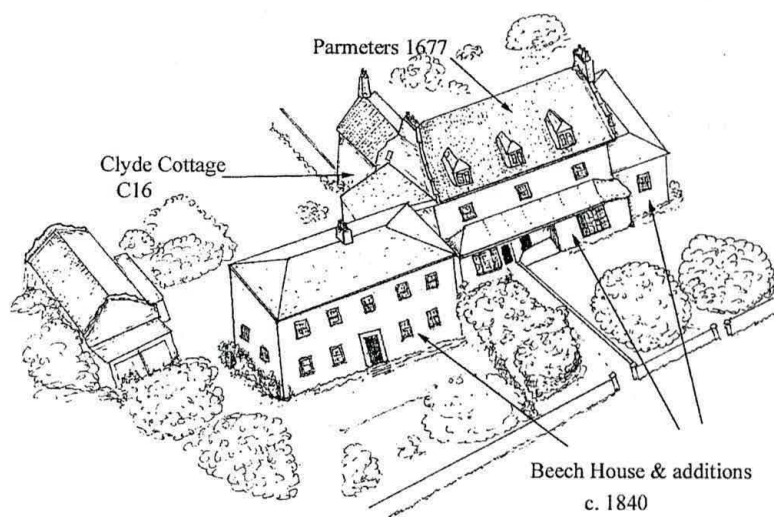 Parmeters 1677
Clyde Cottage
C16
Beech House & additions
c. 1840